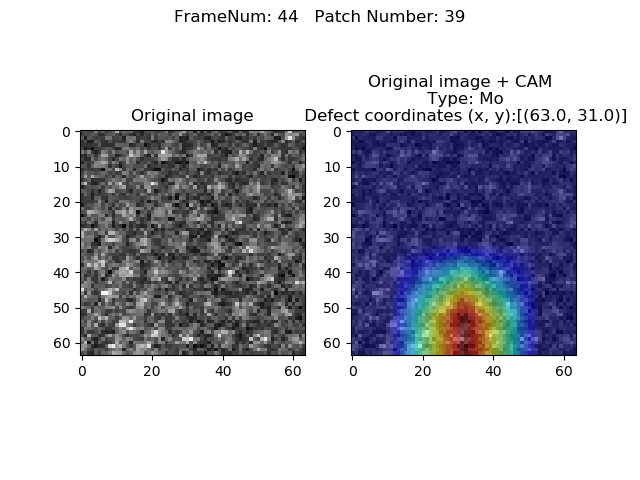 FrameNum: 44   Patch Number: 39
Original image
0
10
20
30
40
50
60
0 20 40 60
Original image + CAM
Type: Mo
Defect coordinates (x, y):[(63.0, 31.0)]
0
10
20
30
40
50
60
0 20 40 60